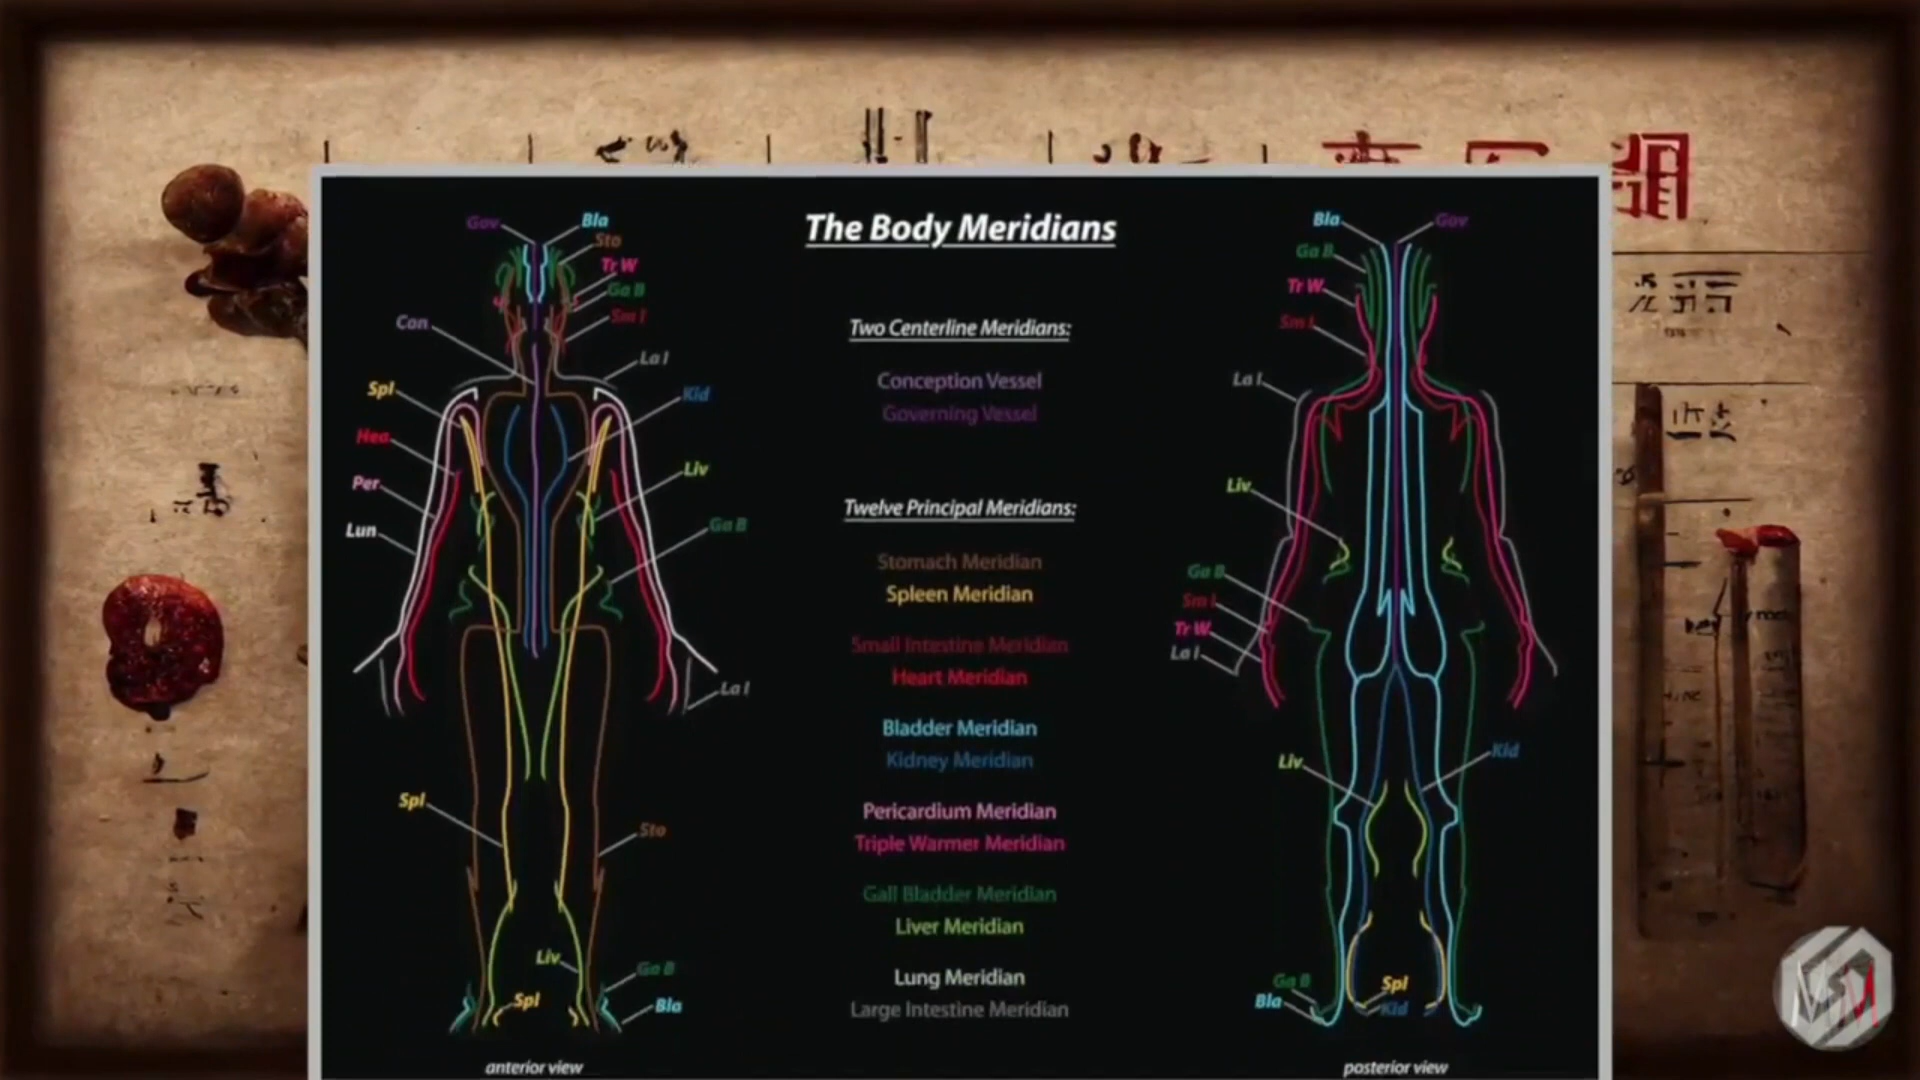 The Body Meridians
Gov
Bla
Sto
Tr W
Ga B
Sm I
Con
La I
Spl
Kid
Hea
Liv
Per
Ga B
Lun
La I
Spl
Sto
Liv
Ga B
Spl
Bla
anterior view
Two Centerline Meridians:
Conception Vessel
Governing Vessel
Twelve Principal Meridians:
Stomach Meridian
Spleen Meridian
Small Intestine Meridian
Heart Meridian
Bladder Meridian
Kidney Meridian
Pericardium Meridian
Triple Warmer Meridian
Gall Bladder Meridian
Liver Meridian
Lung Meridian
Large Intestine Meridian
Bla
Gov
Ga B
Tr W
Sm I
La I
Liv
Ga B
Sm I
Tr W
La I
Kid
Liv
Ga B
Spl
Bla
Kid
posterior view